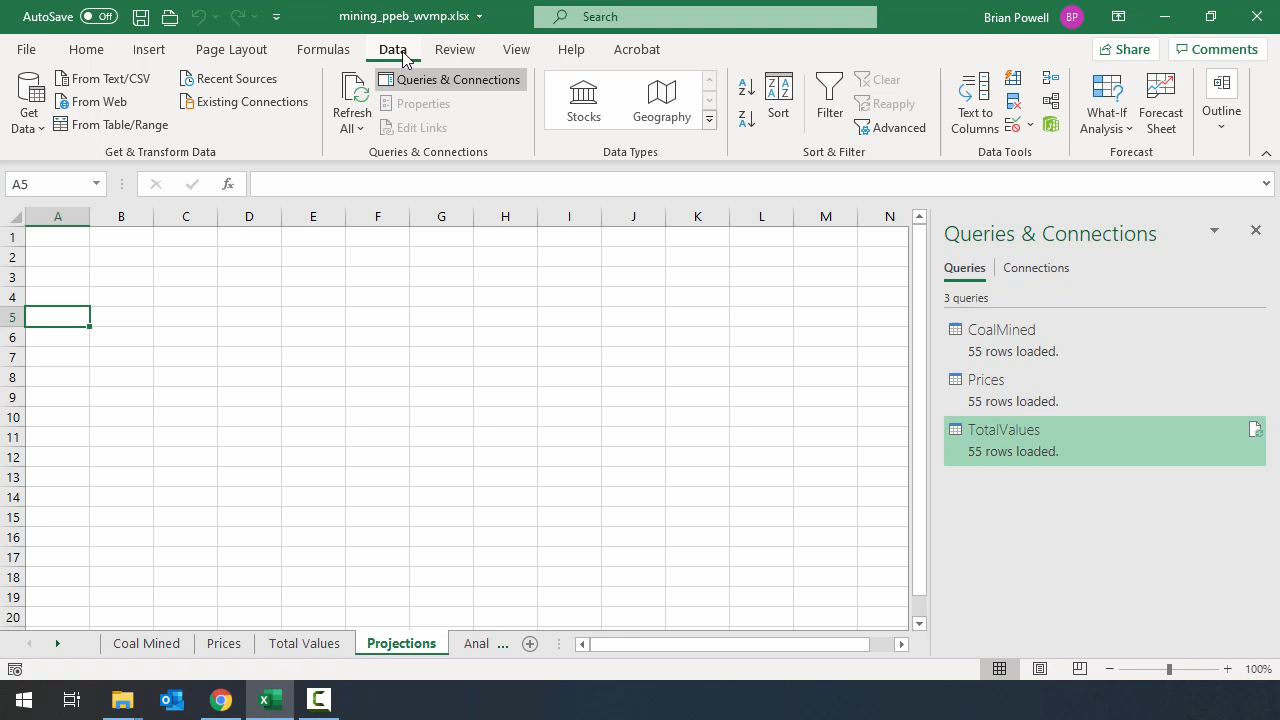 AutoSave Off mining_ppeb_wvmp.xlsx Search Brian Powell BP
File Home Insert Page Layout Formulas Data Review View Help Acrobat Share Comments
Get Data
From Text/CSV
From Web
From Table/Range
Recent Sources
Existing Connections
Get & Transform Data
Refresh All
Queries & Connections
Properties
Edit Links
Queries & Connections
Stocks Geography
Data Types
Sort
Filter
Clear
Reapply
Advanced
Sort & Filter
Text to Columns
Data Tools
What-If Analysis
Forecast Sheet
Forecast
Outline
A5 fx
A B C D E F G H I J K L M N
1
2
3
4
5
6
7
8
9
10
11
12
13
14
15
16
17
18
19
20
Queries & Connections
Queries Connections
3 queries
CoalMined
55 rows loaded.
Prices
55 rows loaded.
TotalValues
55 rows loaded.
Coal Mined Prices Total Values Projections Anal ...
100%